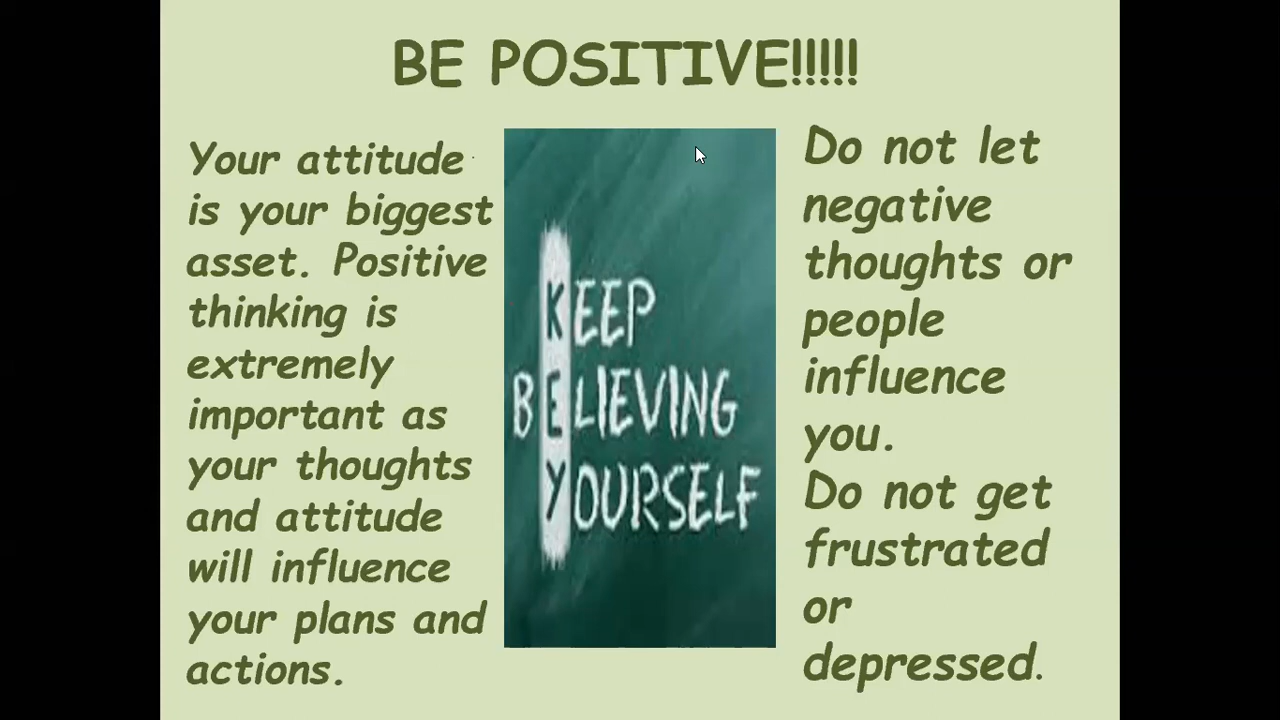 BE POSITIVE!!!!!
Your attitude
is your biggest
asset. Positive
thinking is
extremely
important as
your thoughts
and attitude
will influence
your plans and
actions.
KEEP
BELIEVING
YOURSELF
Do not let
negative
thoughts or
people
influence
you.
Do not get
frustrated
or
depressed.